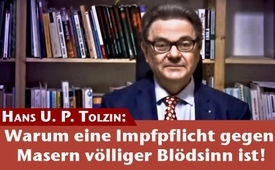 Hans U. P. Tolzin:
Warum eine Impfpflicht gegen
Masern völliger Blödsinn ist!